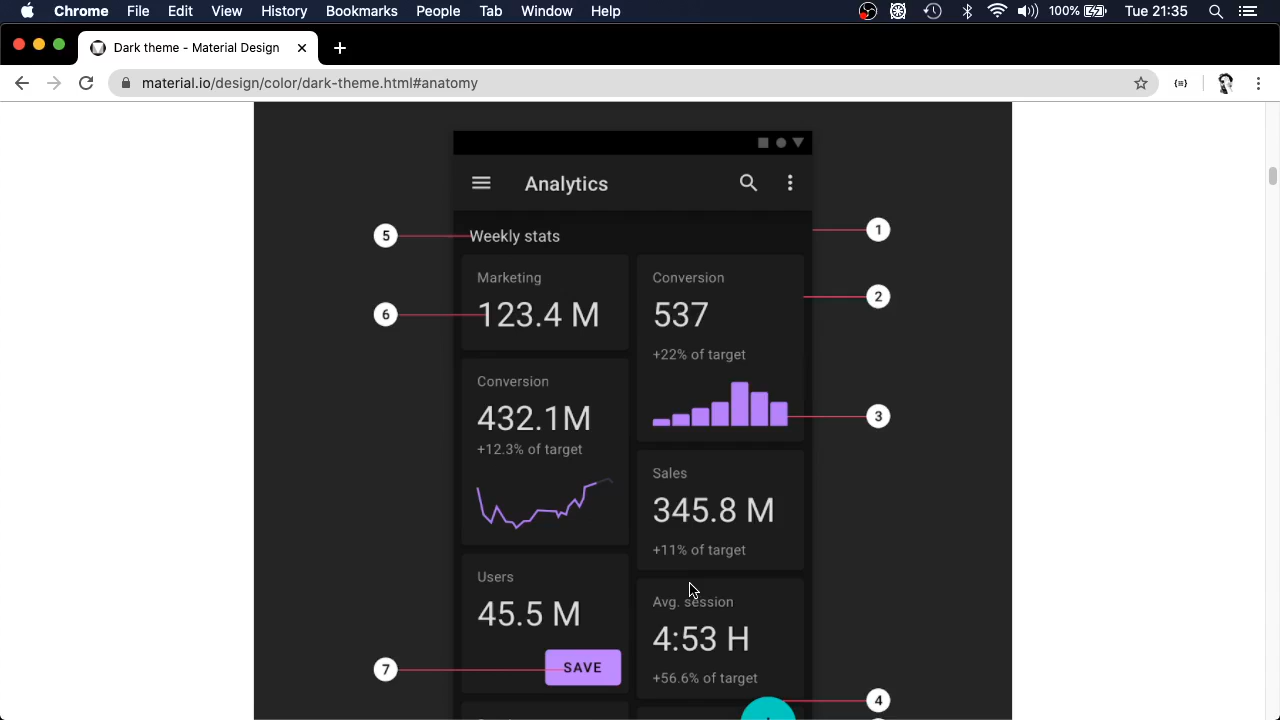 Chrome File Edit View History Bookmarks People Tab Window Help 100% Tue 21:35
Dark theme - Material Design
material.io/design/color/dark-theme.html#anatomy
Analytics
5 Weekly stats 1
Marketing
6 123.4 M
Conversion
537 2
+22% of target
3
Conversion
432.1M
+12.3% of target
Sales
345.8 M
+11% of target
Users
45.5 M
7 SAVE
Avg. session
4:53 H
+56.6% of target
4